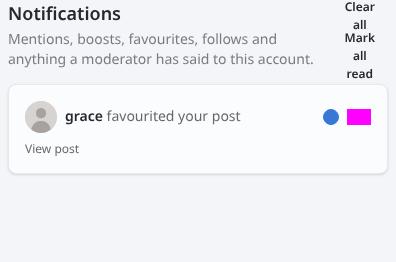 Notifications
Clear
all
Mark
all
read
Mentions, boosts, favourites, follows and
anything a moderator has said to this account.
grace favourited your post
View post